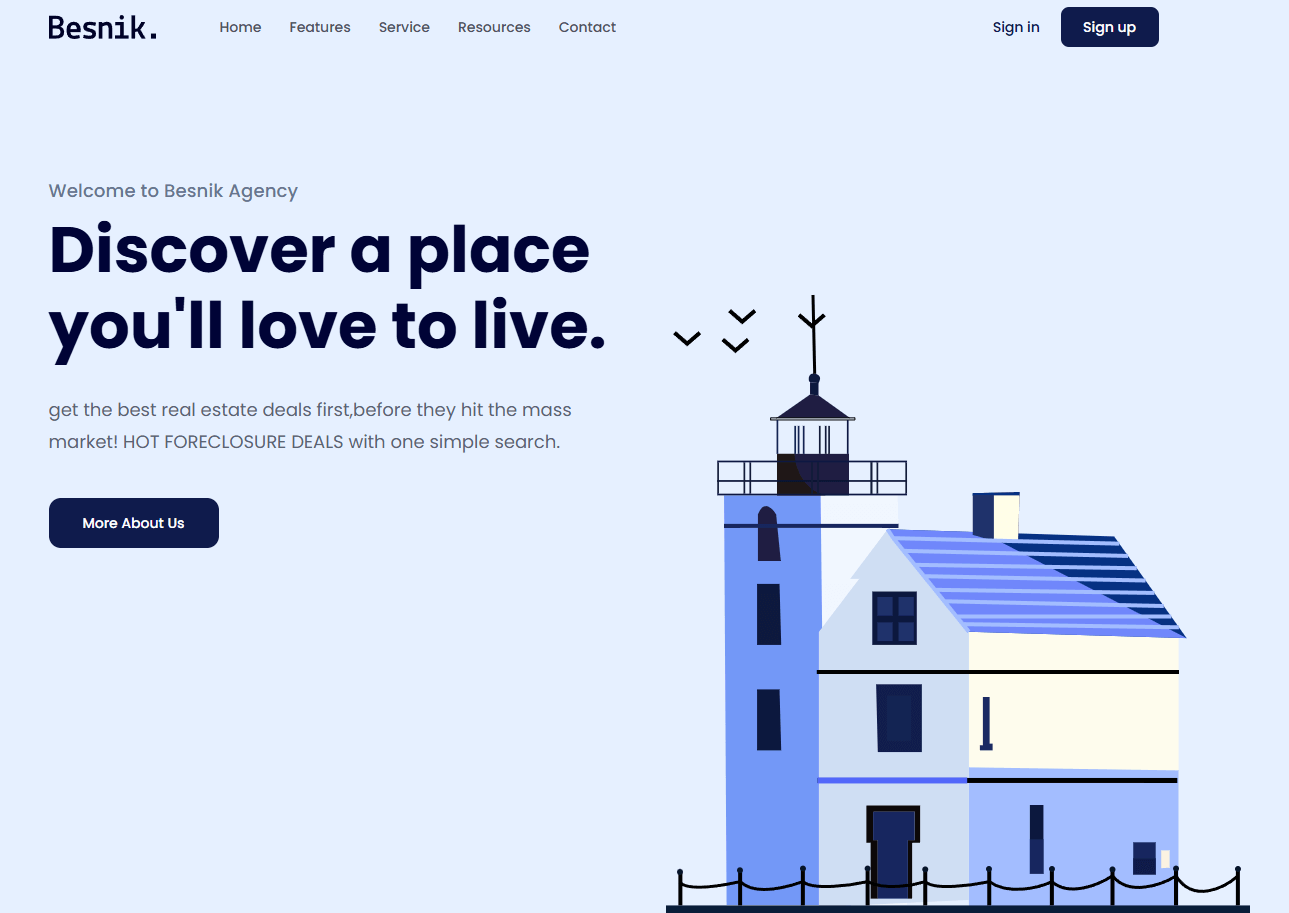 Besnik.
Home Features Service Resources Contact
Sign in Sign up
Welcome to Besnik Agency
Discover a place
you'll love to live.
get the best real estate deals first,before they hit the mass
market! HOT FORECLOSURE DEALS with one simple search.
More About Us